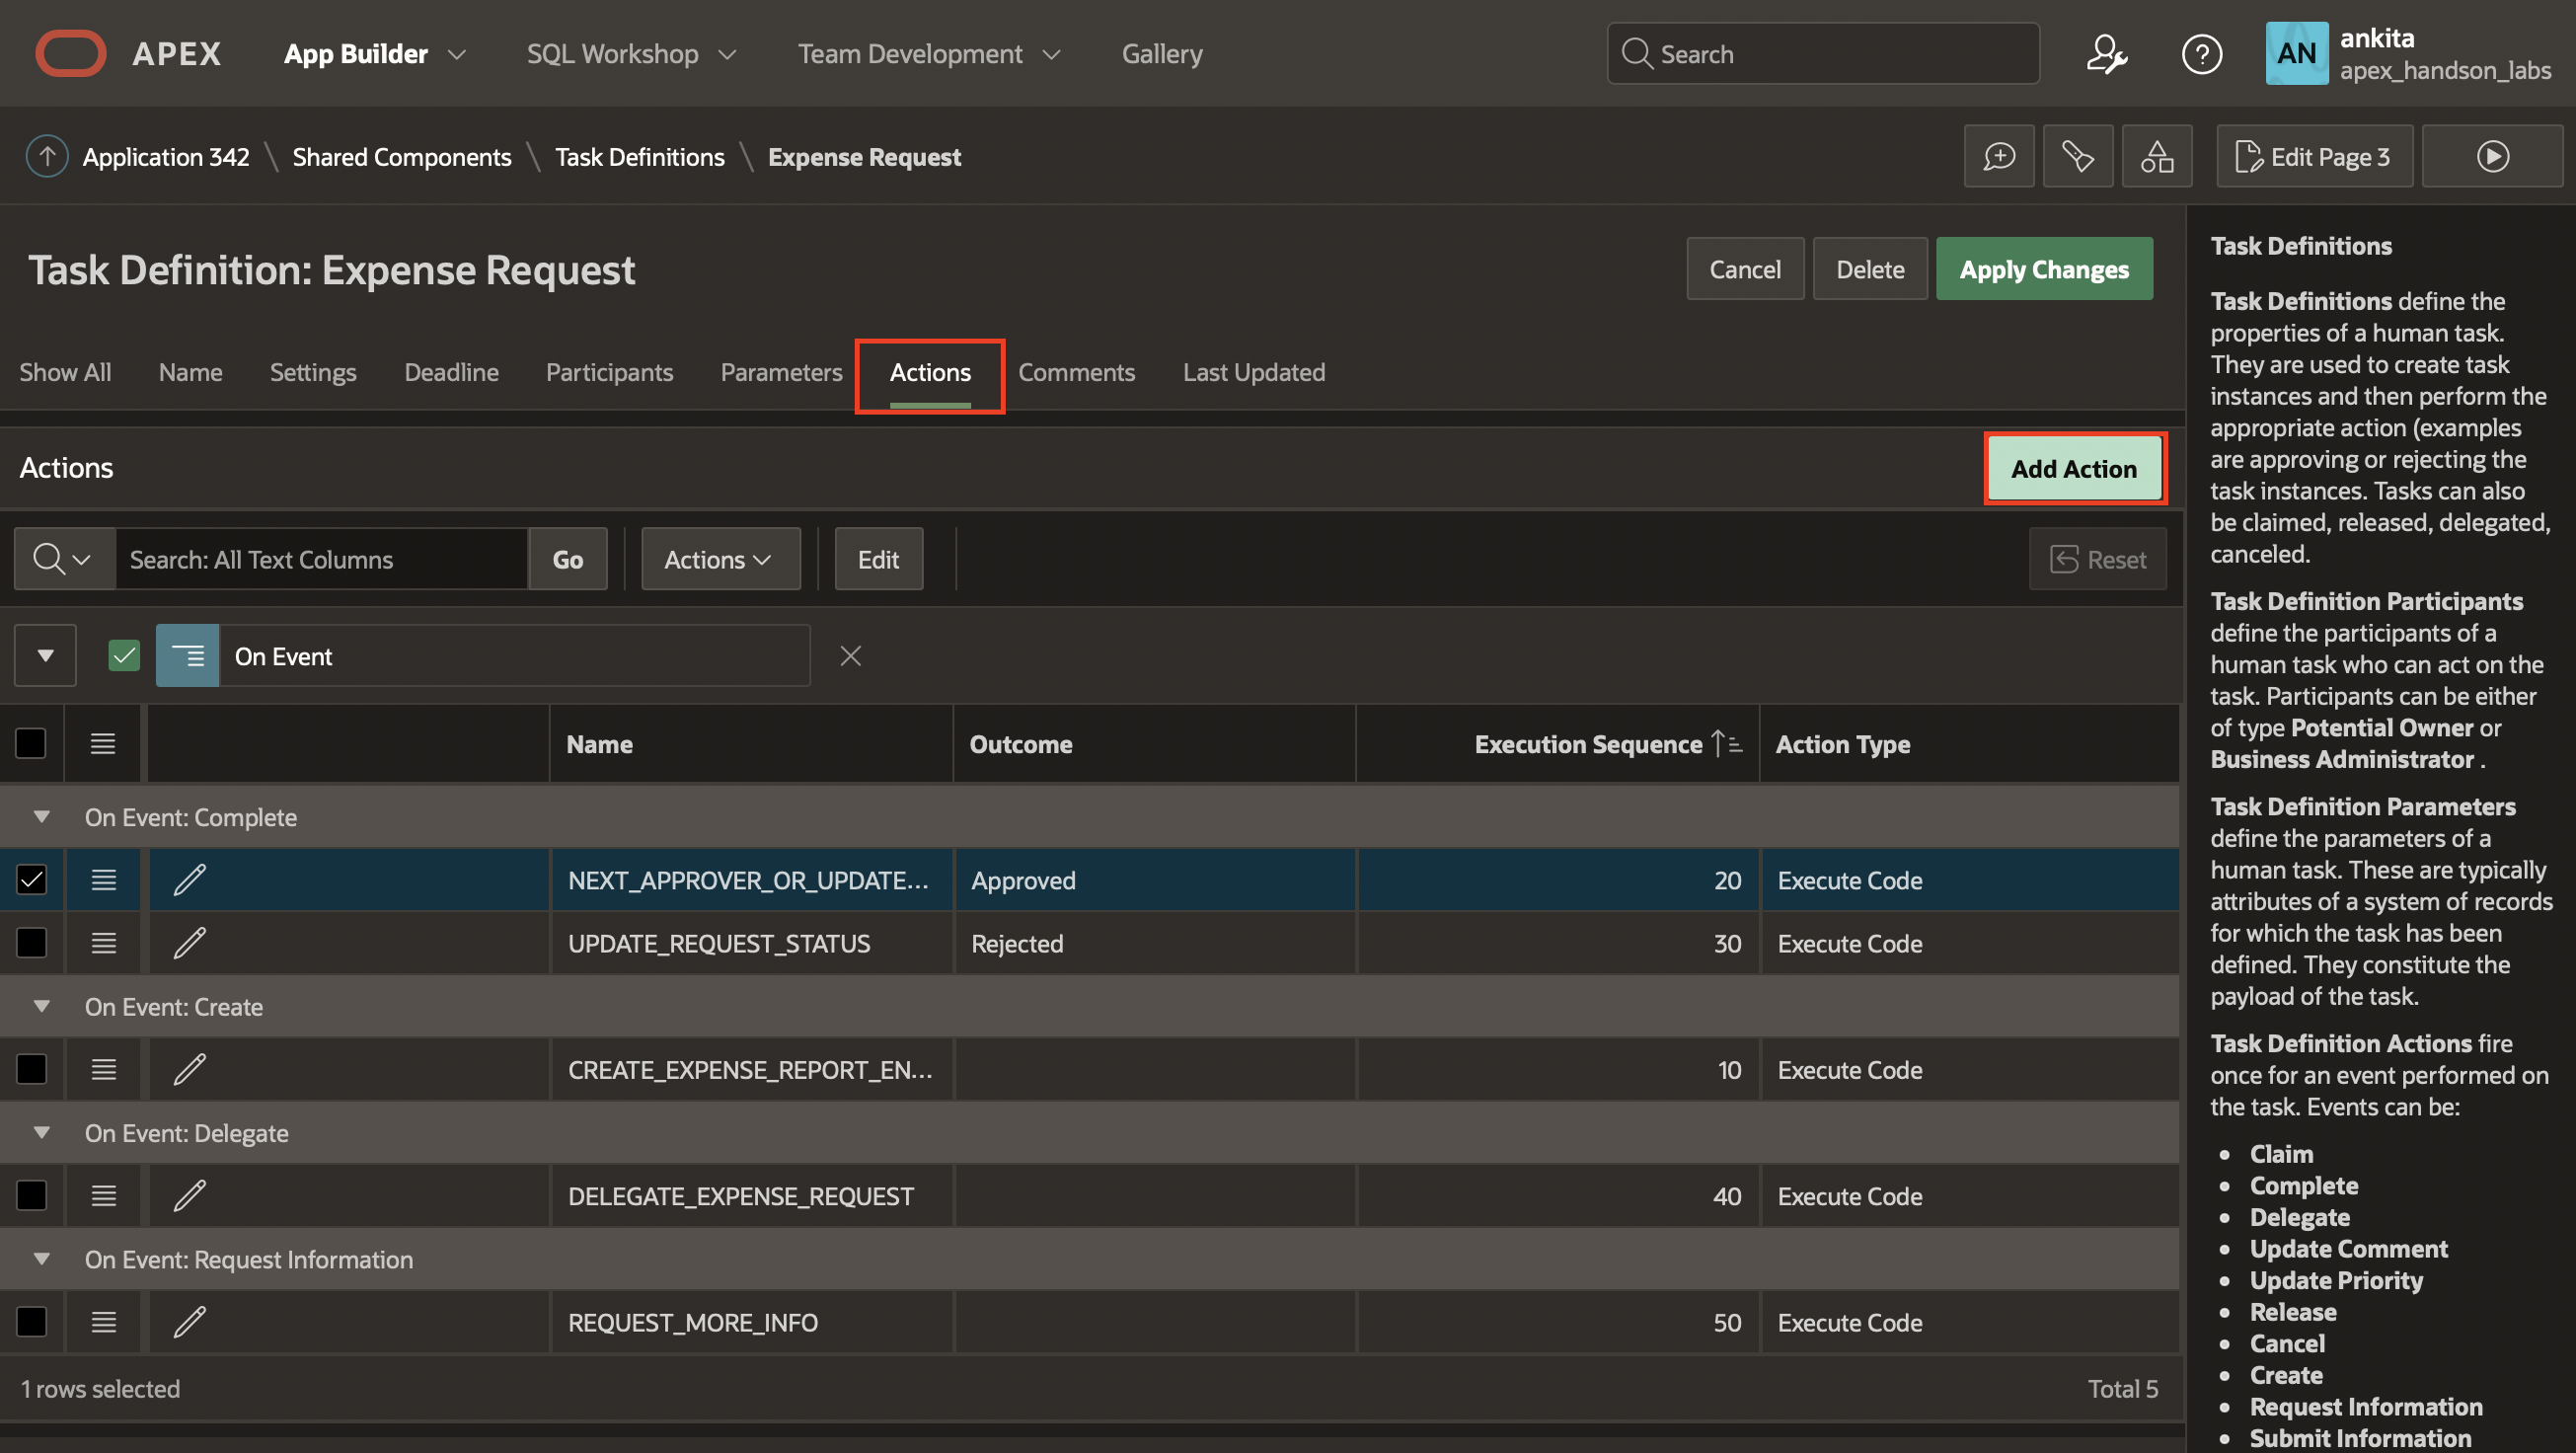 APEX App Builder SQL Workshop Team Development Gallery Search ? AN ankita
apex_handson_labs
Application 342 \ Shared Components \ Task Definitions \ Expense Request Edit Page 3
Task Definition: Expense Request Cancel Delete Apply Changes
Show All Name Settings Deadline Participants Parameters Actions Comments Last Updated
Actions Add Action
Search: All Text Columns Go Actions Edit Reset
On Event
Name Outcome Execution Sequence Action Type
On Event: Complete
NEXT_APPROVER_OR_UPDATE... Approved 20 Execute Code
UPDATE_REQUEST_STATUS Rejected 30 Execute Code
On Event: Create
CREATE_EXPENSE_REPORT_EN... 10 Execute Code
On Event: Delegate
DELEGATE_EXPENSE_REQUEST 40 Execute Code
On Event: Request Information
REQUEST_MORE_INFO 50 Execute Code
1 rows selected Total 5
Task Definitions
Task Definitions define the
properties of a human task.
They are used to create task
instances and then perform the
appropriate action (examples
are approving or rejecting the
task instances. Tasks can also
be claimed, released, delegated,
canceled.
Task Definition Participants
define the participants of a
human task who can act on the
task. Participants can be either
of type Potential Owner or
Business Administrator .
Task Definition Parameters
define the parameters of a
human task. These are typically
attributes of a system of records
for which the task has been
defined. They constitute the
payload of the task.
Task Definition Actions fire
once for an event performed on
the task. Events can be:
• Claim
• Complete
• Delegate
• Update Comment
• Update Priority
• Release
• Cancel
• Create
• Request Information
• Submit Information